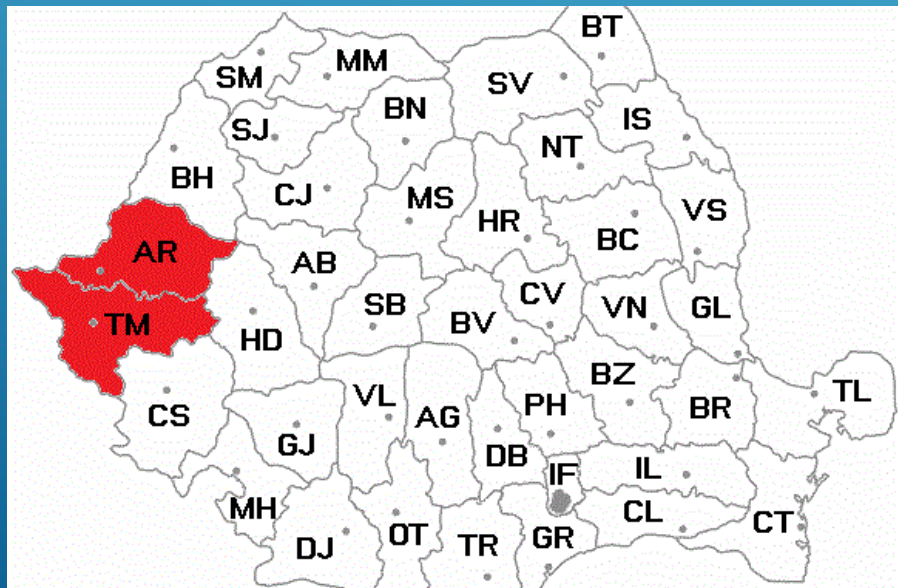 BT
MM
SM
SV
BN
IS
SJ
NT
BH
CJ
MS
VS
HR
BC
AR
AB
CV
SB
VN
GL
TM
BV
HD
BZ
TL
VL
PH
BR
CS
AG
GJ
DB
IF
IL
MH
CL
CT
OT
GR
DJ
TR